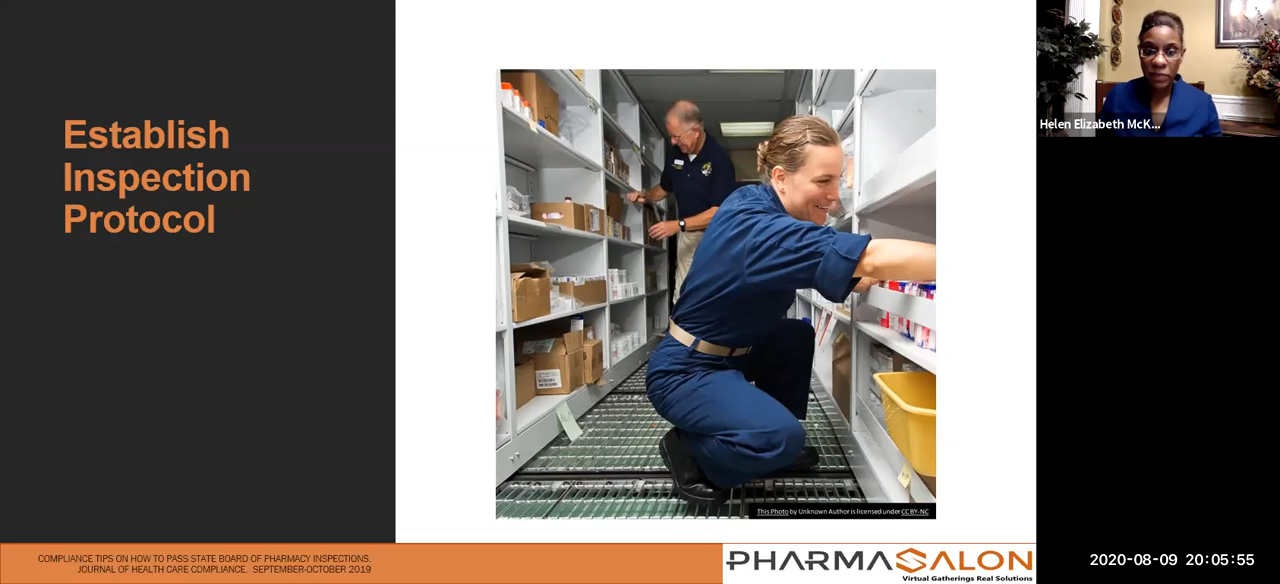 Establish
Inspection
Protocol
Helen Elizabeth McK...
This Photo by Unknown Author is licensed under CC BY-NC
COMPLIANCE TIPS ON HOW TO PASS STATE BOARD OF PHARMACY INSPECTIONS.
JOURNAL OF HEALTH CARE COMPLIANCE. SEPTEMBER-OCTOBER 2019
PHARMASALON
Virtual Gatherings Real Solutions
2020-08-09 20:05:55